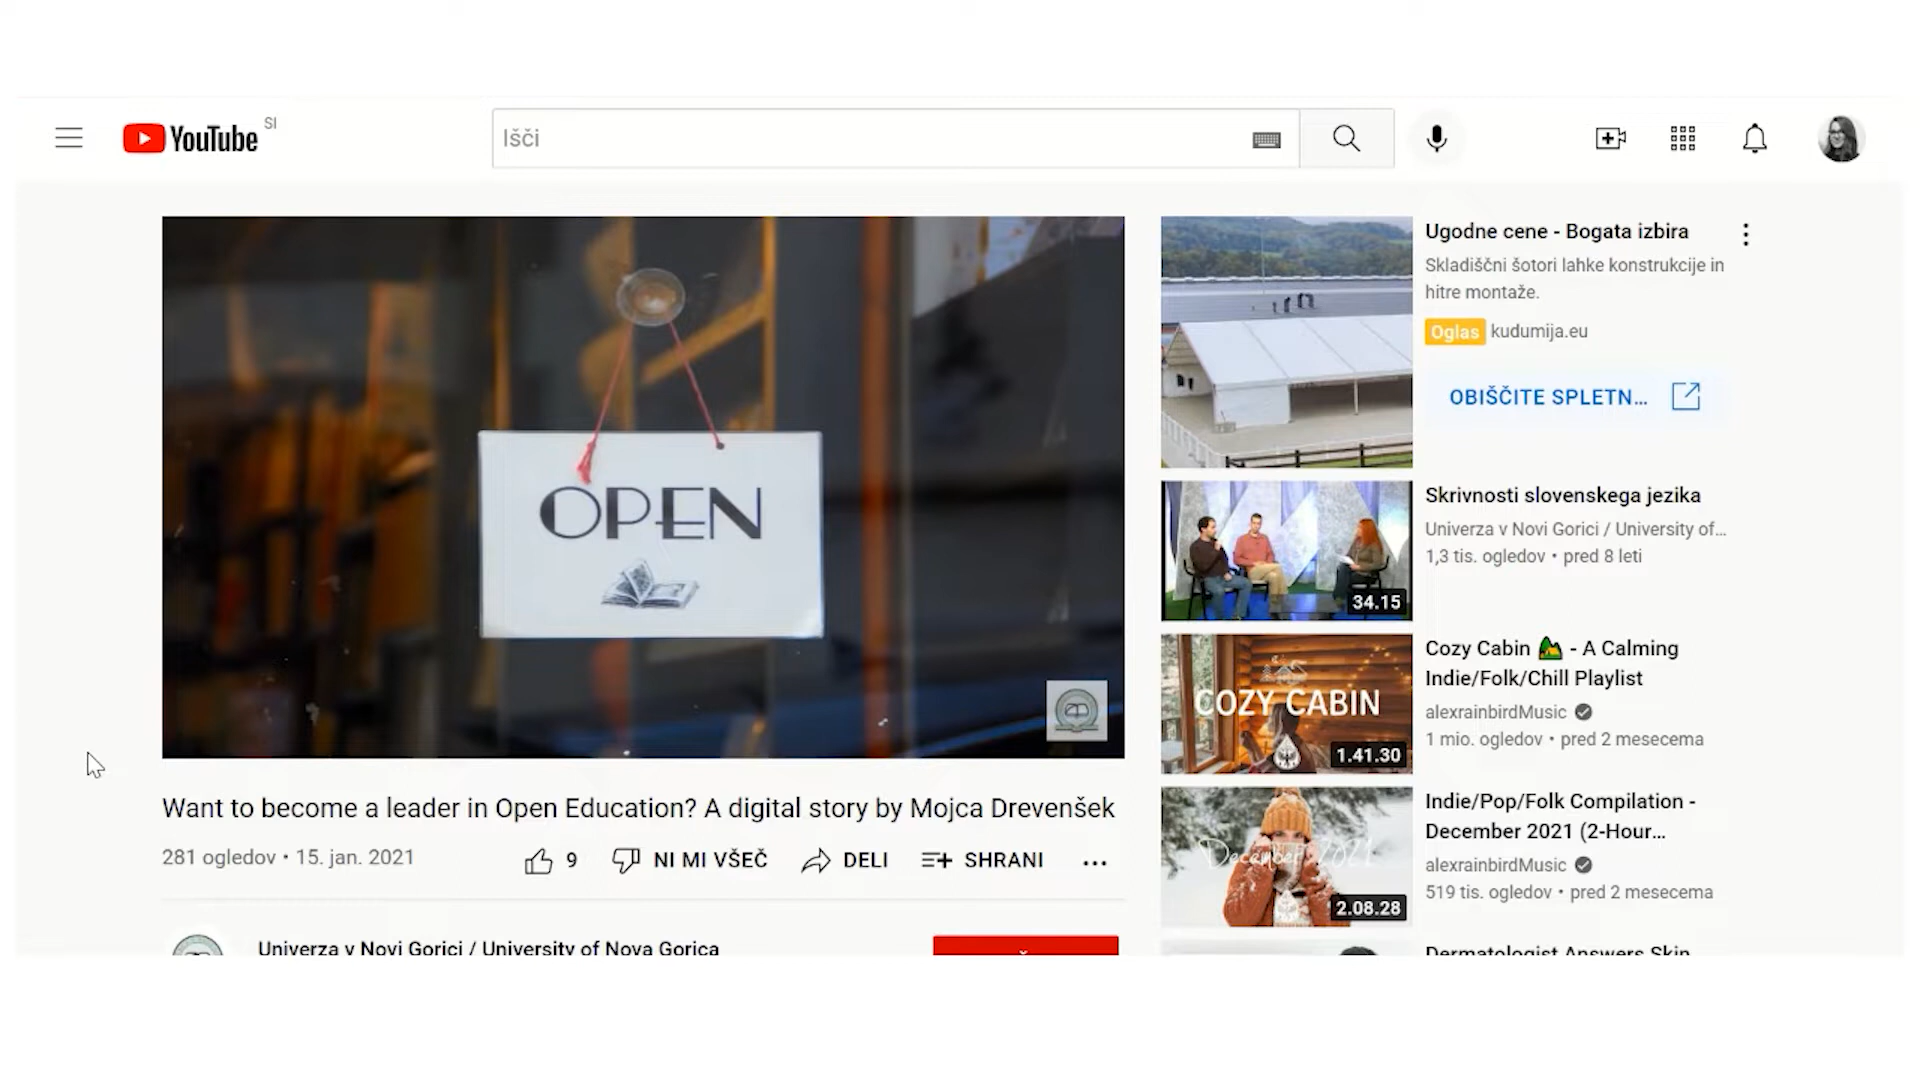 YouTube SI
Išči
OPEN
Want to become a leader in Open Education? A digital story by Mojca Drevenšek
281 ogledov • 15. jan. 2021
9 NI MI VŠEČ DELI SHRANI
Univerza v Novi Gorici / University of Nova Gorica
Ugodne cene - Bogata izbira
Skladiščni šotori lahke konstrukcije in
hitre montaže.
Oglas kudumija.eu
OBIŠČITE SPLETN...
34.15
Skrivnosti slovenskega jezika
Univerza v Novi Gorici / University of...
1,3 tis. ogledov • pred 8 leti
COZY CABIN
1.41.30
Cozy Cabin 🏕️ - A Calming
Indie/Folk/Chill Playlist
alexrainbirdMusic
1 mio. ogledov • pred 2 mesecema
December 2021
2.08.28
Indie/Pop/Folk Compilation -
December 2021 (2-Hour...
alexrainbirdMusic
519 tis. ogledov • pred 2 mesecema
Dermatologist Answers Skin